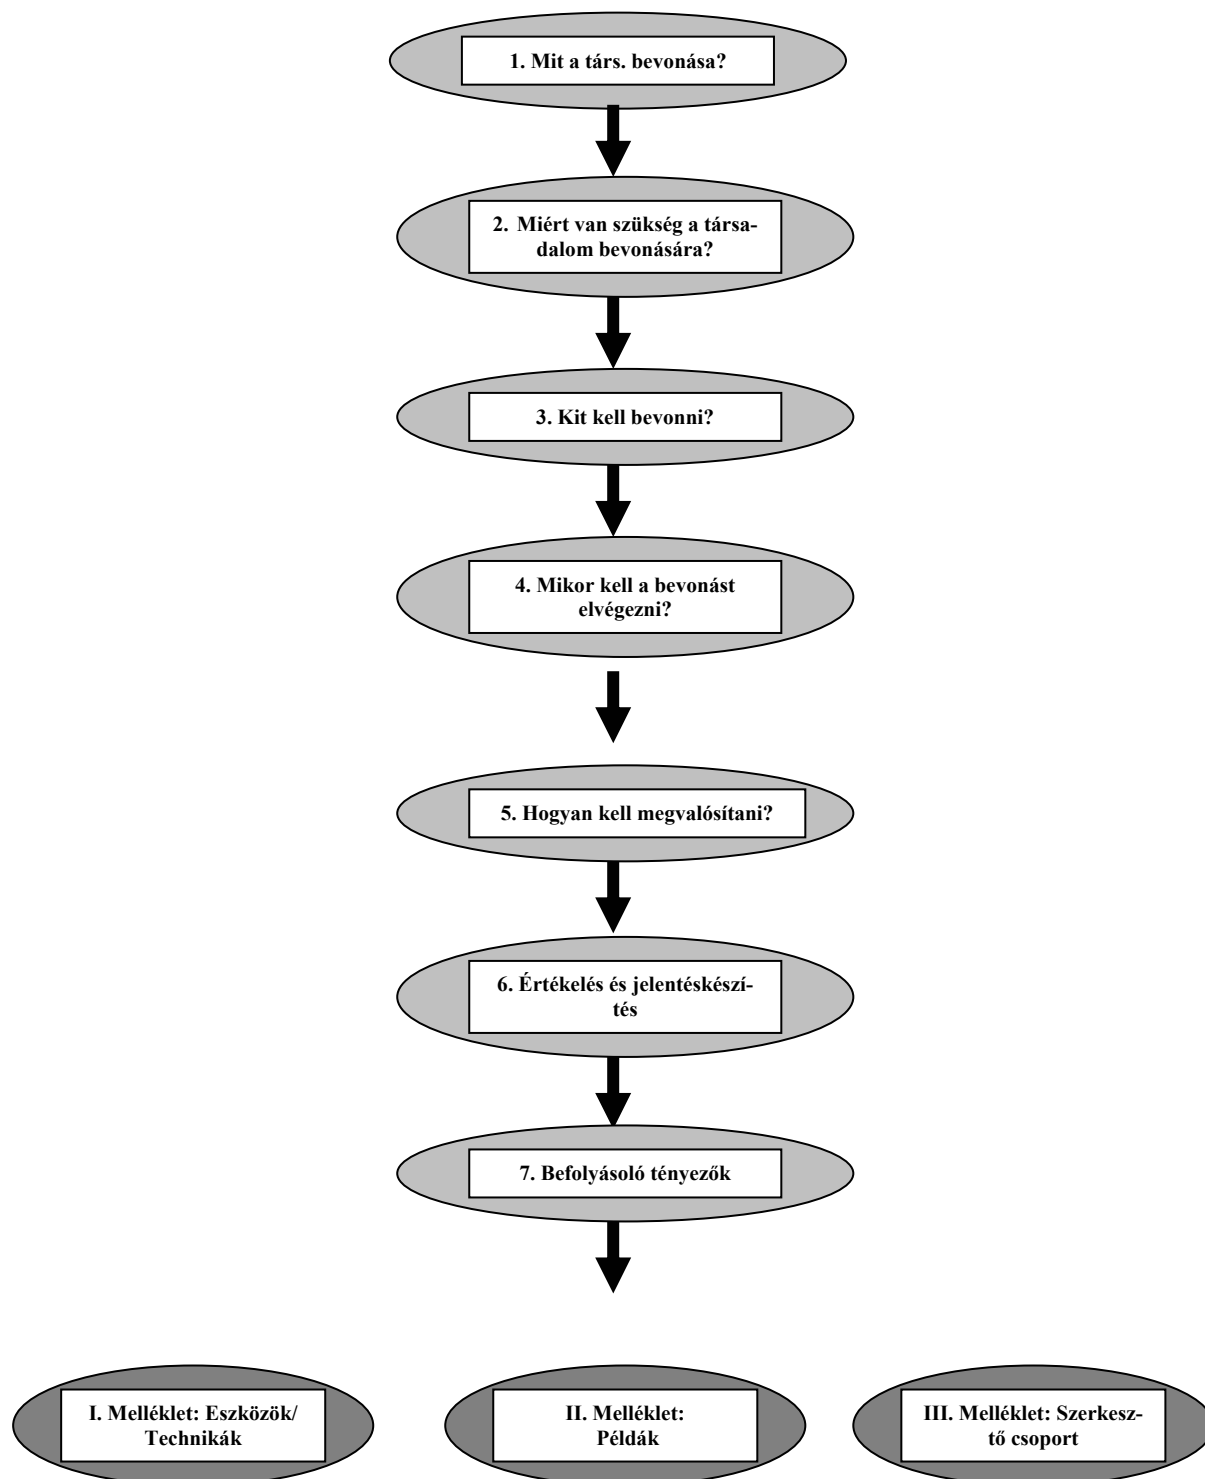 1. Mit a társ. bevonása?
2. Miért van szükség a társa-
dalom bevonására?
3. Kit kell bevonni?
4. Mikor kell a bevonást
elvégezni?
5. Hogyan kell megvalósítani?
6. Értékelés és jelentéskészí-
tés
7. Befolyásoló tényezők
I. Melléklet: Eszközök/
Technikák
II. Melléklet:
Példák
III. Melléklet: Szerkesz-
tő csoport